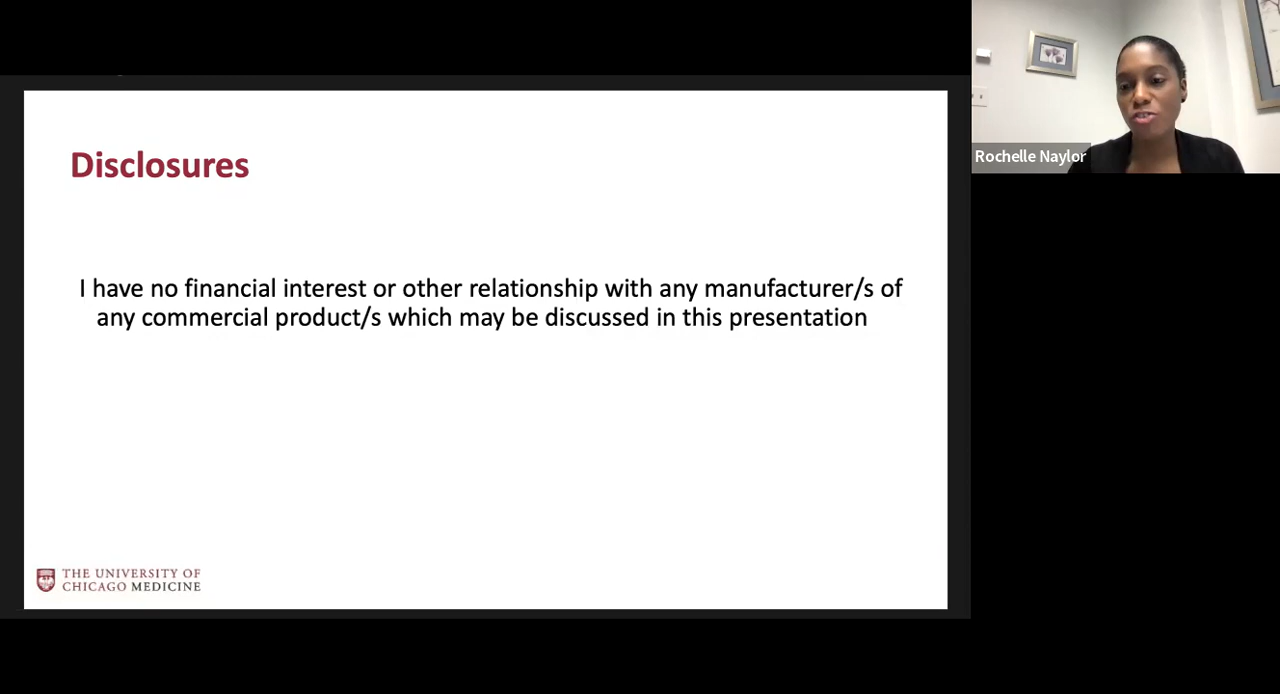 Disclosures
I have no financial interest or other relationship with any manufacturer/s of
any commercial product/s which may be discussed in this presentation
THE UNIVERSITY OF
CHICAGO MEDICINE
Rochelle Naylor